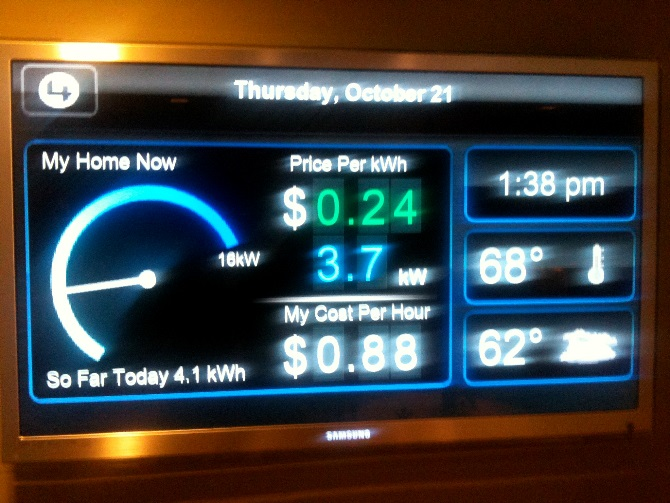 Thursday, October 21
My Home Now
16kW
So Far Today 4.1 kWh
Price Per kWh
$0.24
3.7 kW
My Cost Per Hour
$0.88
1:38 pm
68°
62°
SAMSUNG